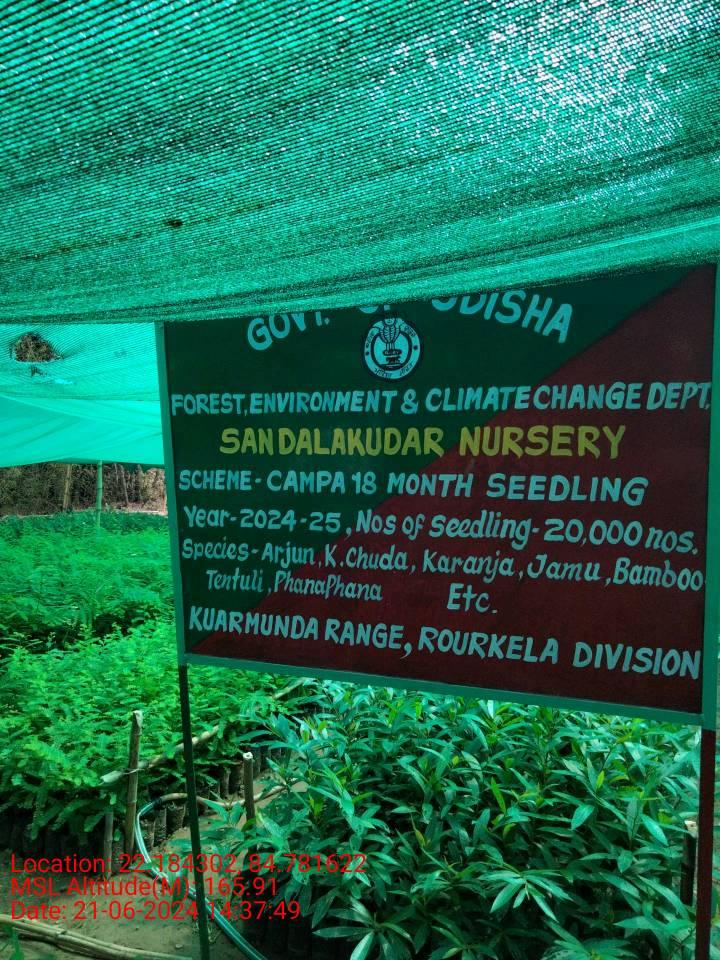 GOVT. OF ODISHA
FOREST, ENVIRONMENT & CLIMATE CHANGE DEPT.
SANDALAKUDAR NURSERY
SCHEME - CAMPA 18 MONTH SEEDLING
Year - 2024 - 25, Nos of seedling - 20,000 nos.
Species - Arjun, K.Chuda, Karanja, Jamu, Bamboo
Tentuli, PhanaPhana Etc.
KUARMUNDA RANGE, ROURKELA DIVISION
Location: 22.184302, 84.781622
MSL Altitude(M): 165.91
Date: 21-06-2024 14:37:49